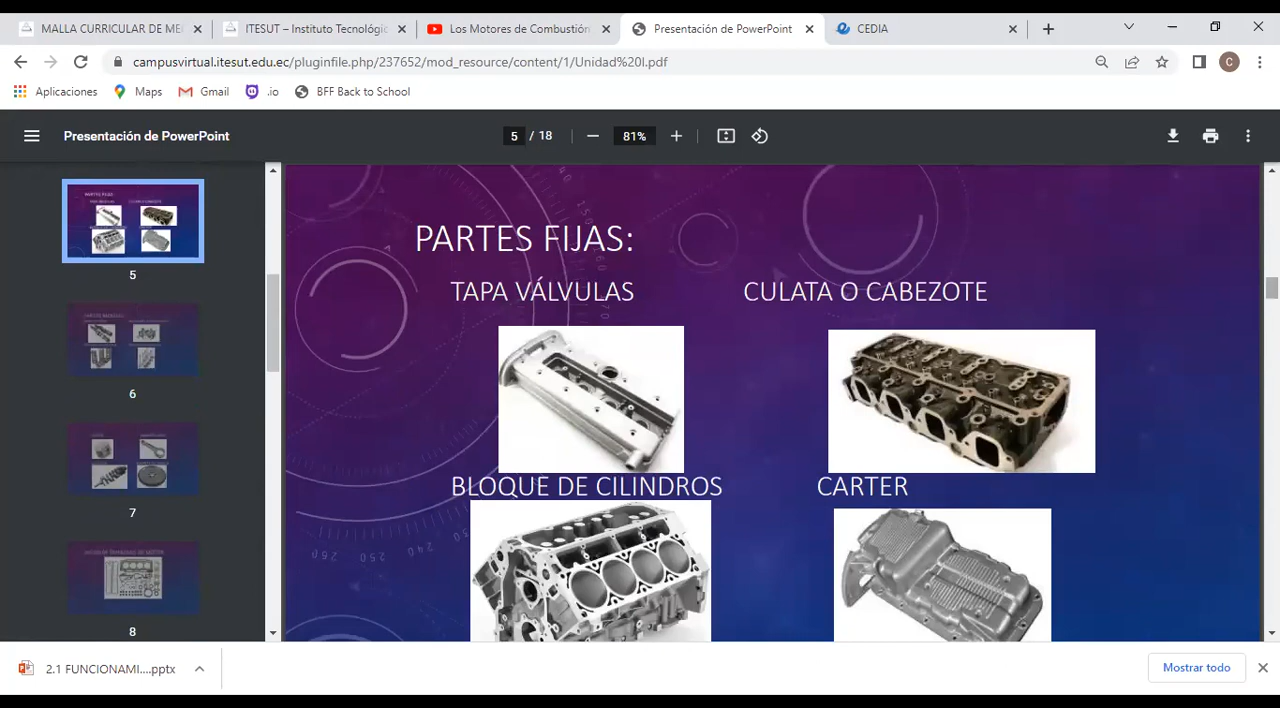 MALLA CURRICULAR DE ME
ITESUT – Instituto Tecnológic
Los Motores de Combustión
Presentación de PowerPoint
CEDIA
campusvirtual.itesut.edu.ec/pluginfile.php/237652/mod_resource/content/1/Unidad%20I.pdf
C
Aplicaciones
Maps
Gmail
.io
BFF Back to School
Presentación de PowerPoint
5 / 18
81%
5
6
7
8
PARTES FIJAS:
TAPA VÁLVULAS
CULATA O CABEZOTE
BLOQUE DE CILINDROS
CARTER
2.1 FUNCIONAMI....pptx
Mostrar todo